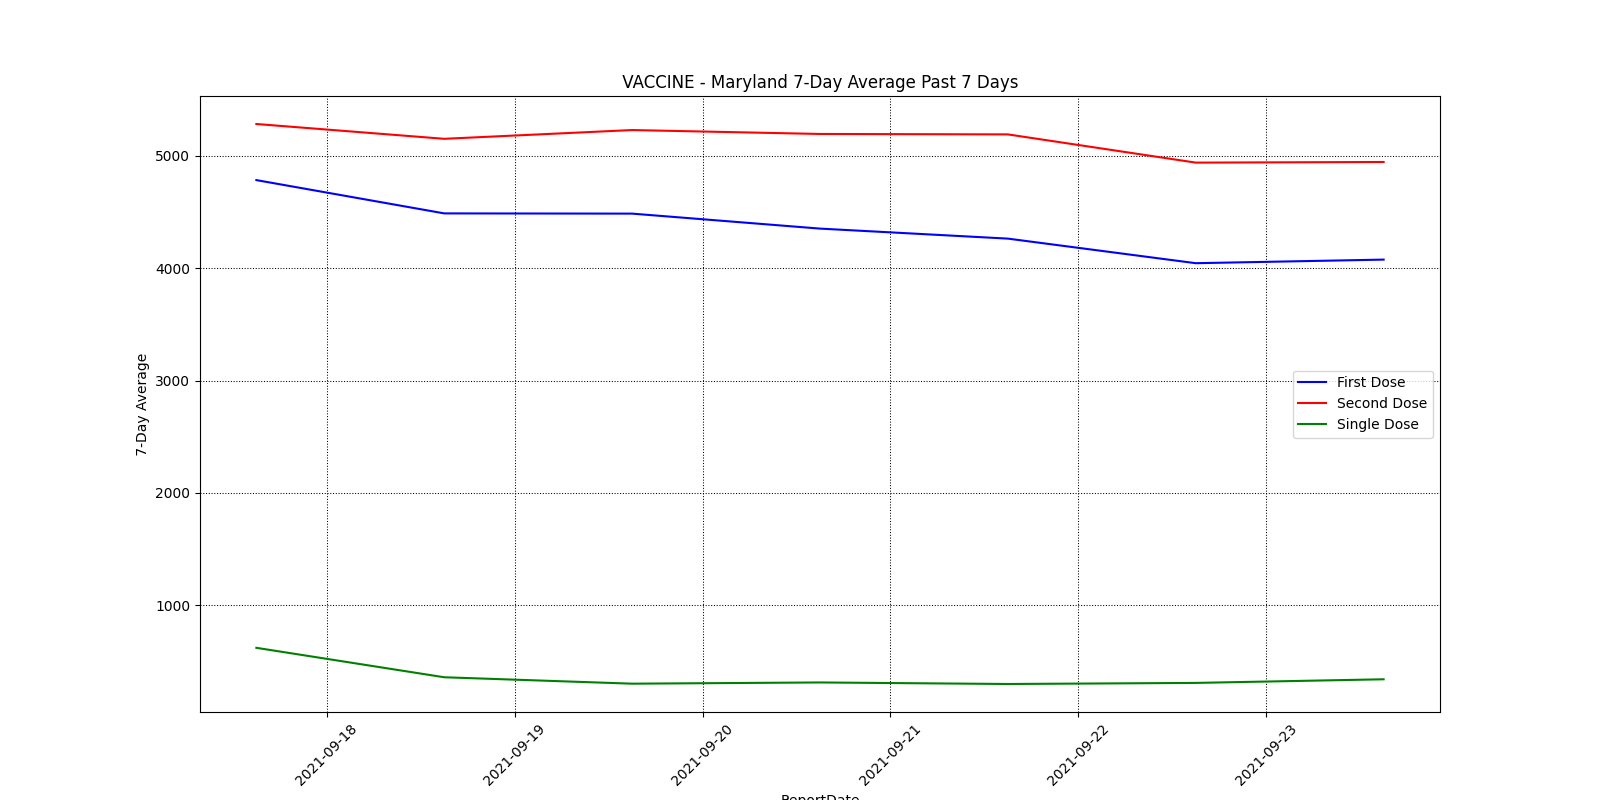 VACCINE - Maryland 7-Day Average Past 7 Days
7-Day Average
5000
4000
3000
2000
1000
First Dose
Second Dose
Single Dose
2021-09-18
2021-09-19
2021-09-20
2021-09-21
2021-09-22
2021-09-23
ReportDate